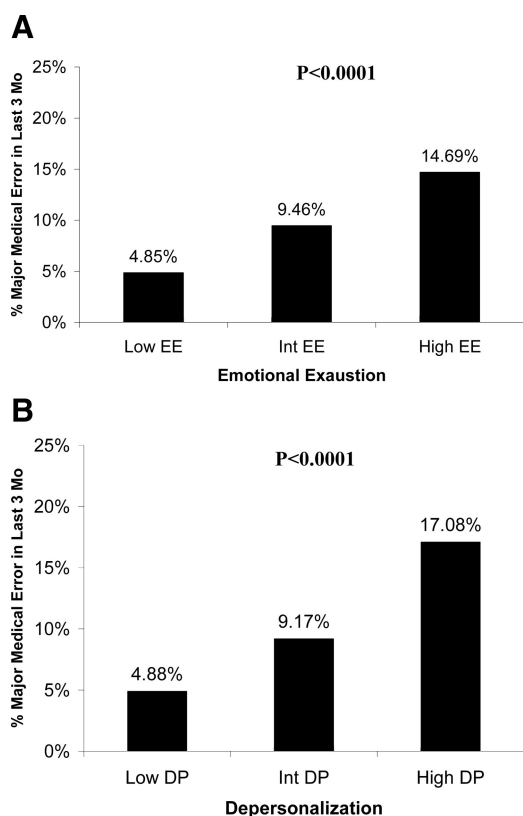 A
% Major Medical Error in Last 3 Mo
P<0.0001
25%
20%
15%
10%
5%
0%
4.85%
9.46%
14.69%
Low EE
Int EE
High EE
Emotional Exaustion
B
% Major Medical Error in Last 3 Mo
P<0.0001
25%
20%
15%
10%
5%
0%
4.88%
9.17%
17.08%
Low DP
Int DP
High DP
Depersonalization